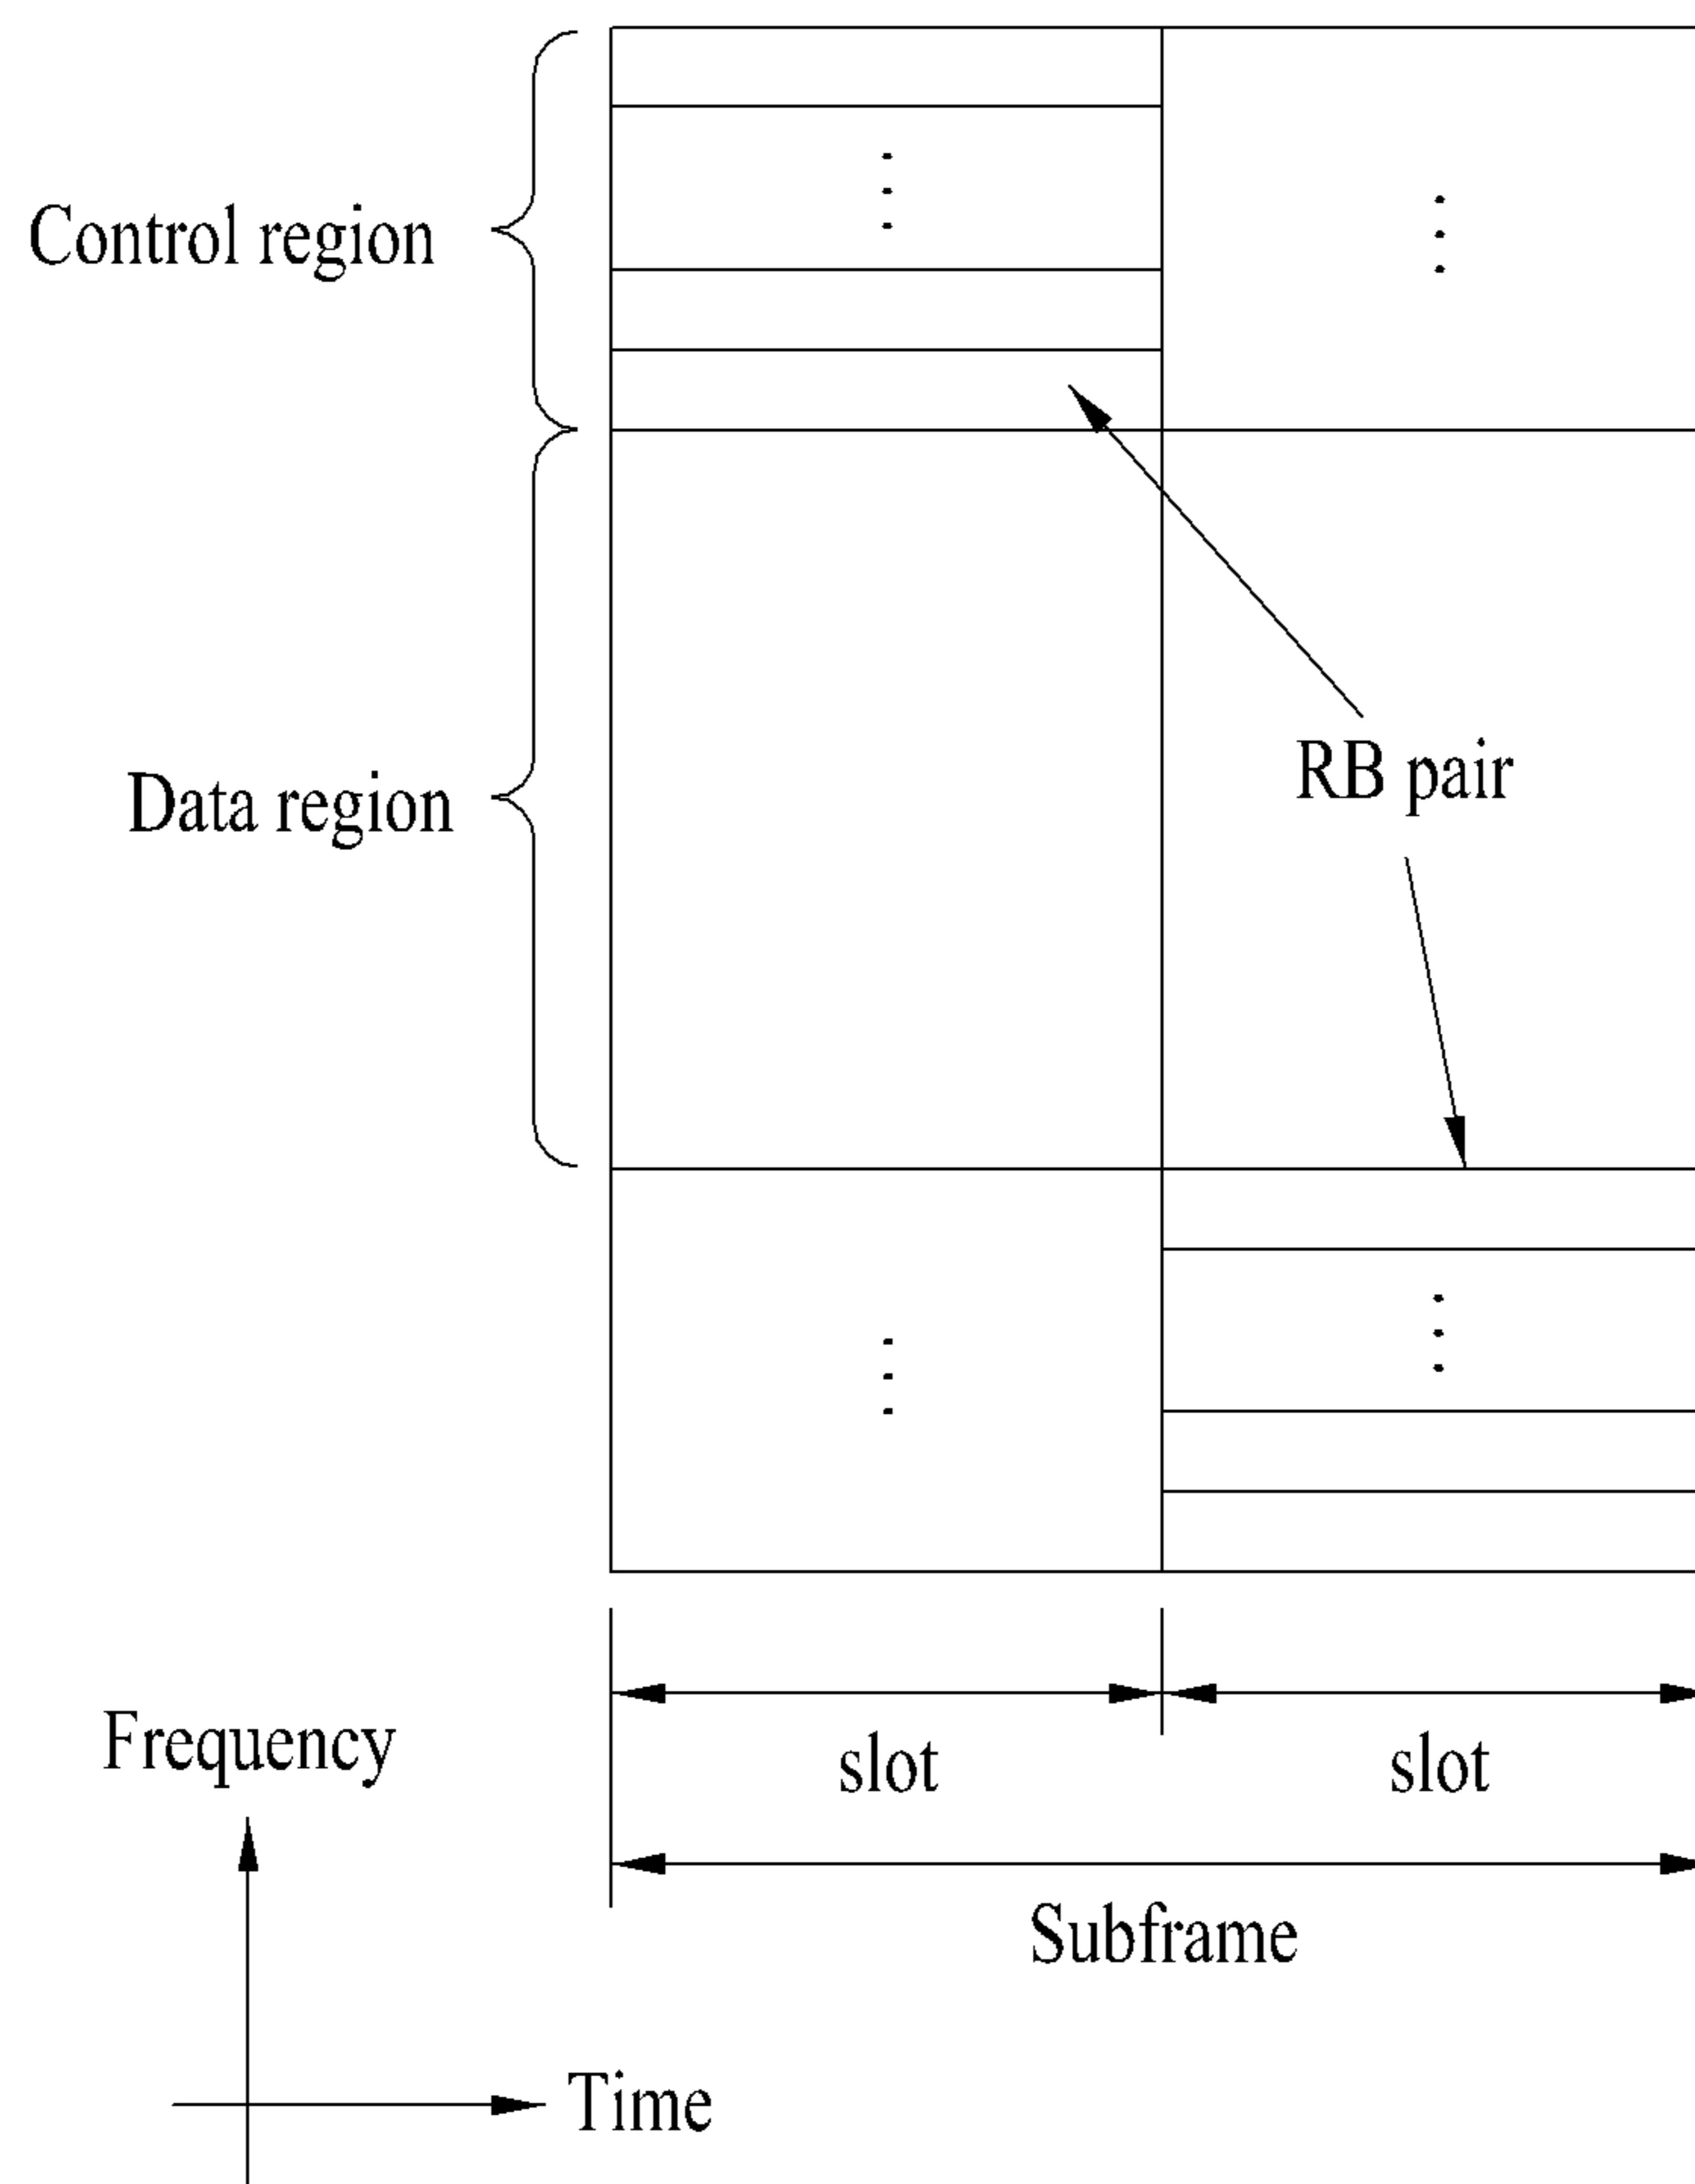 Control region
Data region
RB pair
slot
slot
Subframe
Frequency
Time